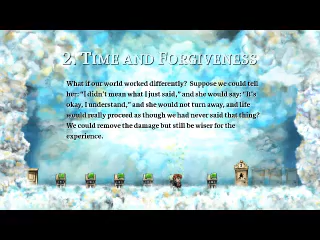 2. Time and Forgiveness
What if our world worked differently? Suppose we could tell
her: "I didn't mean what I just said," and she would say: "It's
okay, I understand," and she would not turn away, and life
would really proceed as though we had never said that thing?
We could remove the damage but still be wiser for the
experience.